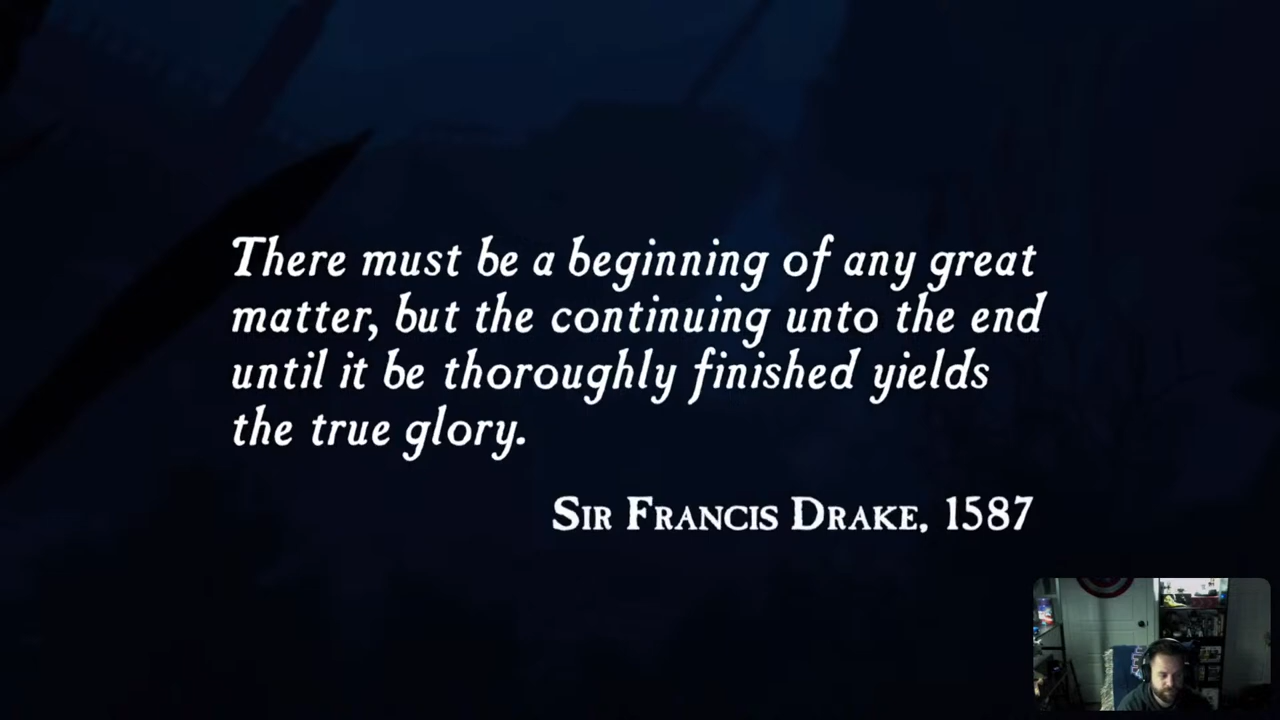 There must be a beginning of any great
matter, but the continuing unto the end
until it be thoroughly finished yields
the true glory.
Sir Francis Drake, 1587